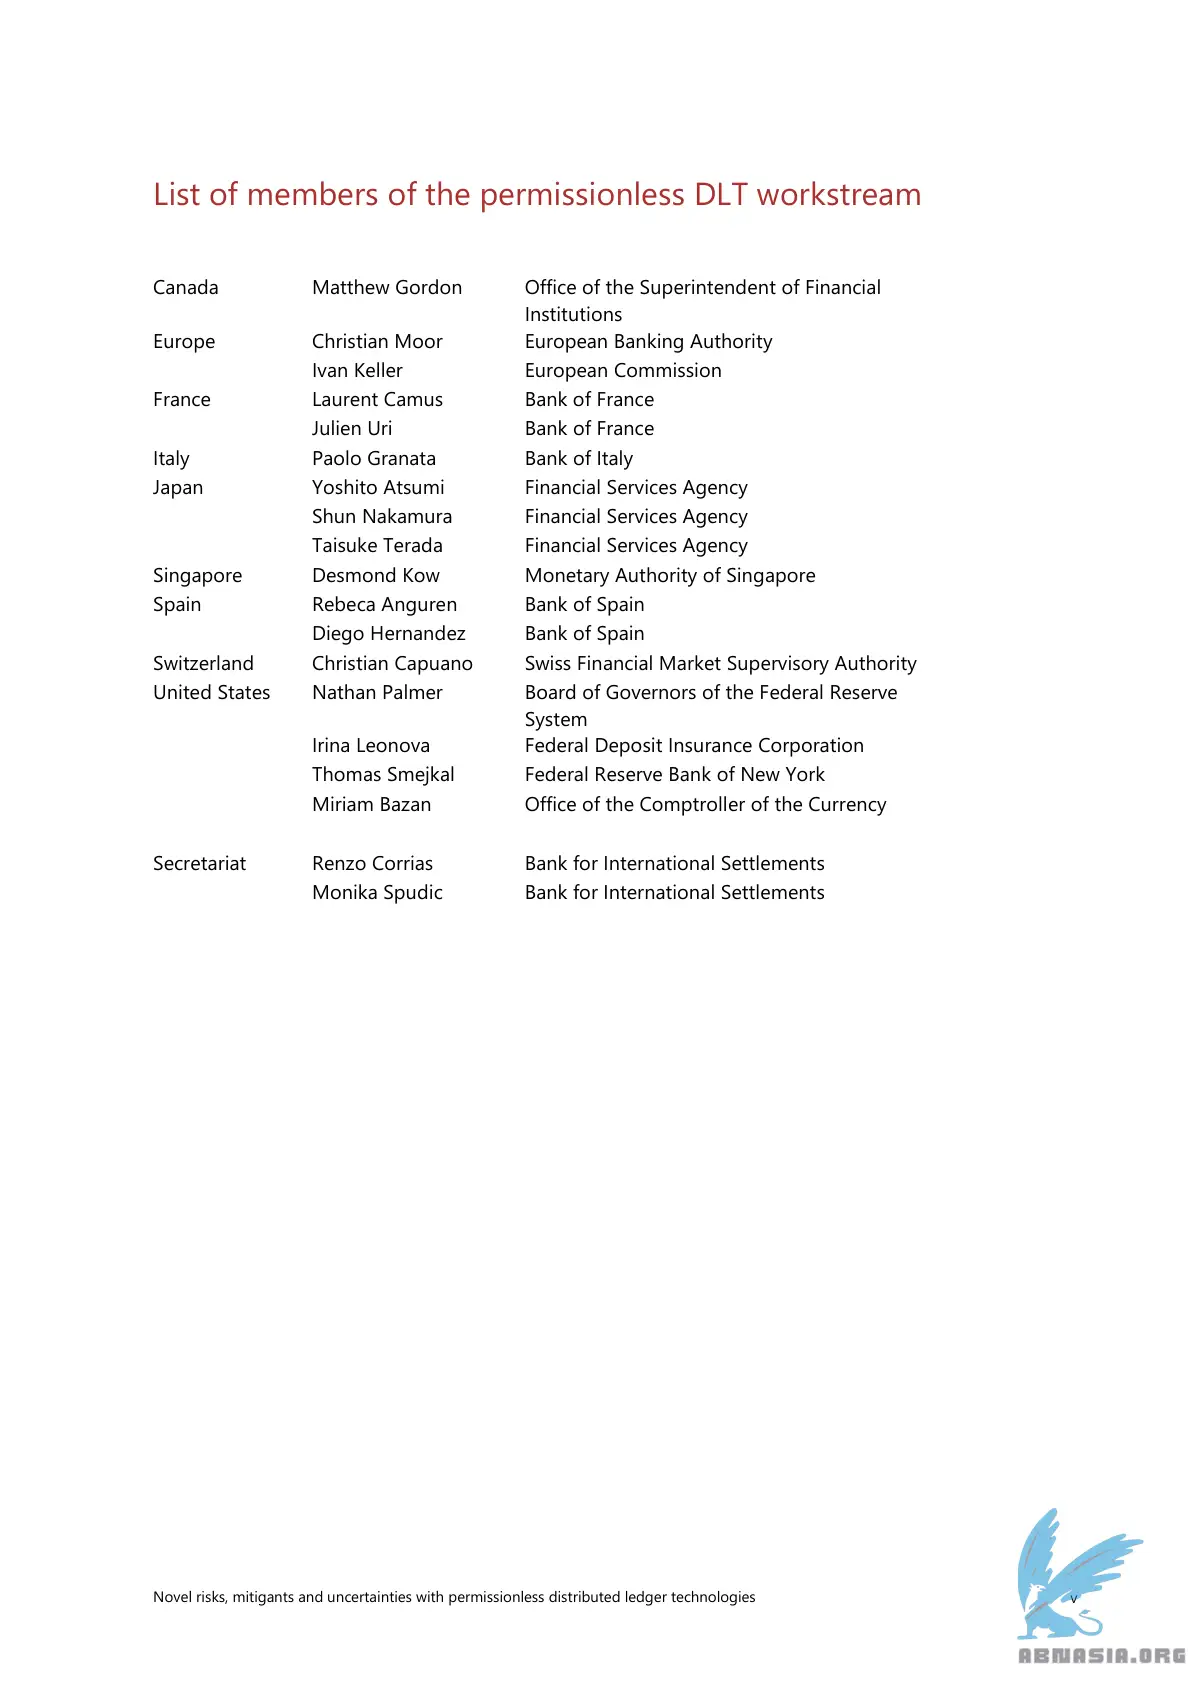 List of members of the permissionless DLT workstream
Canada Matthew Gordon Office of the Superintendent of Financial
Institutions
Europe Christian Moor European Banking Authority
Ivan Keller European Commission
France Laurent Camus Bank of France
Julien Uri Bank of France
Italy Paolo Granata Bank of Italy
Japan Yoshito Atsumi Financial Services Agency
Shun Nakamura Financial Services Agency
Taisuke Terada Financial Services Agency
Singapore Desmond Kow Monetary Authority of Singapore
Spain Rebeca Anguren Bank of Spain
Diego Hernandez Bank of Spain
Switzerland Christian Capuano Swiss Financial Market Supervisory Authority
United States Nathan Palmer Board of Governors of the Federal Reserve
System
Irina Leonova Federal Deposit Insurance Corporation
Thomas Smejkal Federal Reserve Bank of New York
Miriam Bazan Office of the Comptroller of the Currency
Secretariat Renzo Corrias Bank for International Settlements
Monika Spudic Bank for International Settlements
Novel risks, mitigants and uncertainties with permissionless distributed ledger technologies v
ABNASIA.ORG